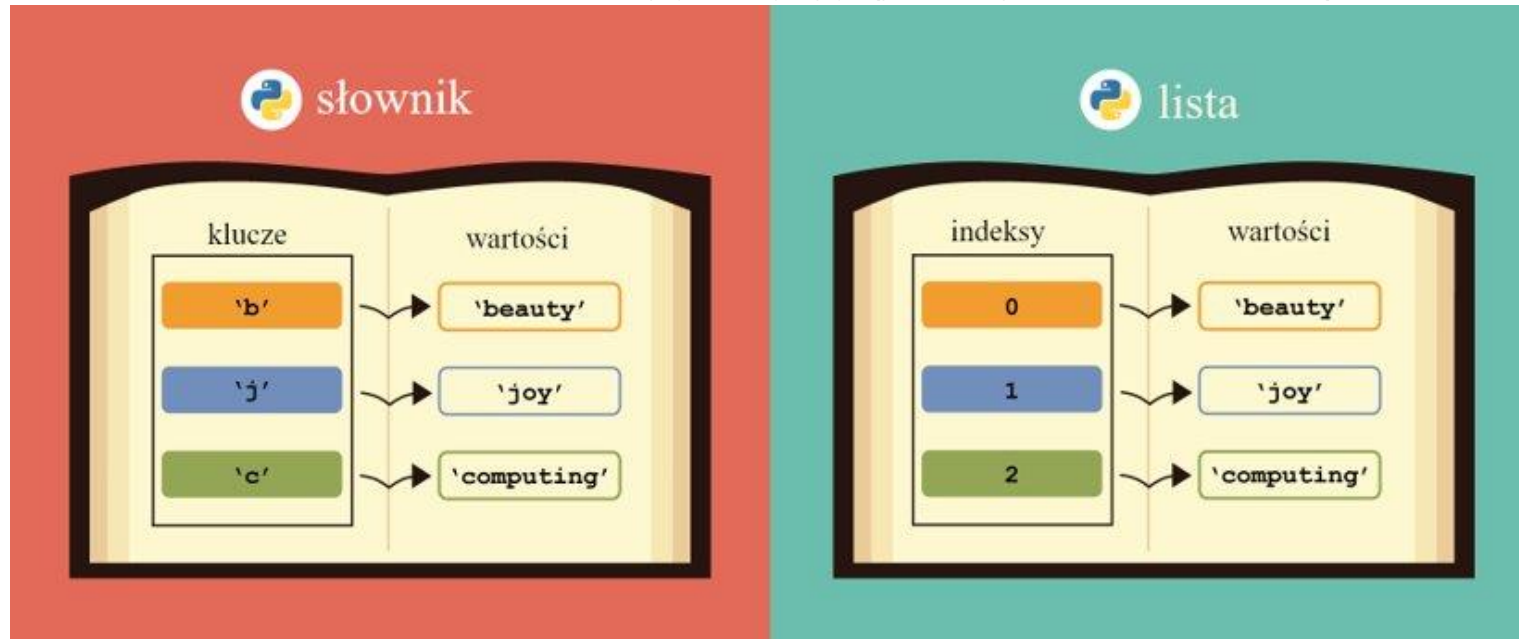 słownik
klucze wartości
‘b’ ‘beauty’
‘j’ ‘joy’
‘c’ ‘computing’
lista
indeksy wartości
0 ‘beauty’
1 ‘joy’
2 ‘computing’